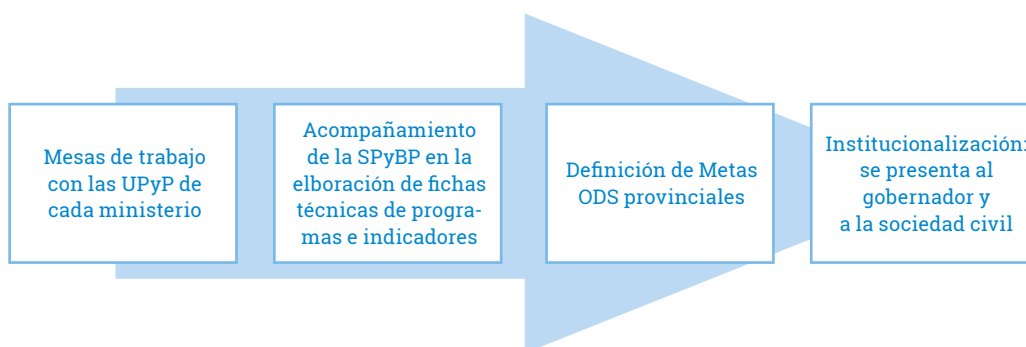 Mesas de trabajo
con las UPyP de
cada ministerio
Acompañamiento
de la SPyBP en la
elboración de fichas
técnicas de progra-
mas e indicadores
Definición de Metas
ODS provinciales
Institucionalización:
se presenta al
gobernador y
a la sociedad civil